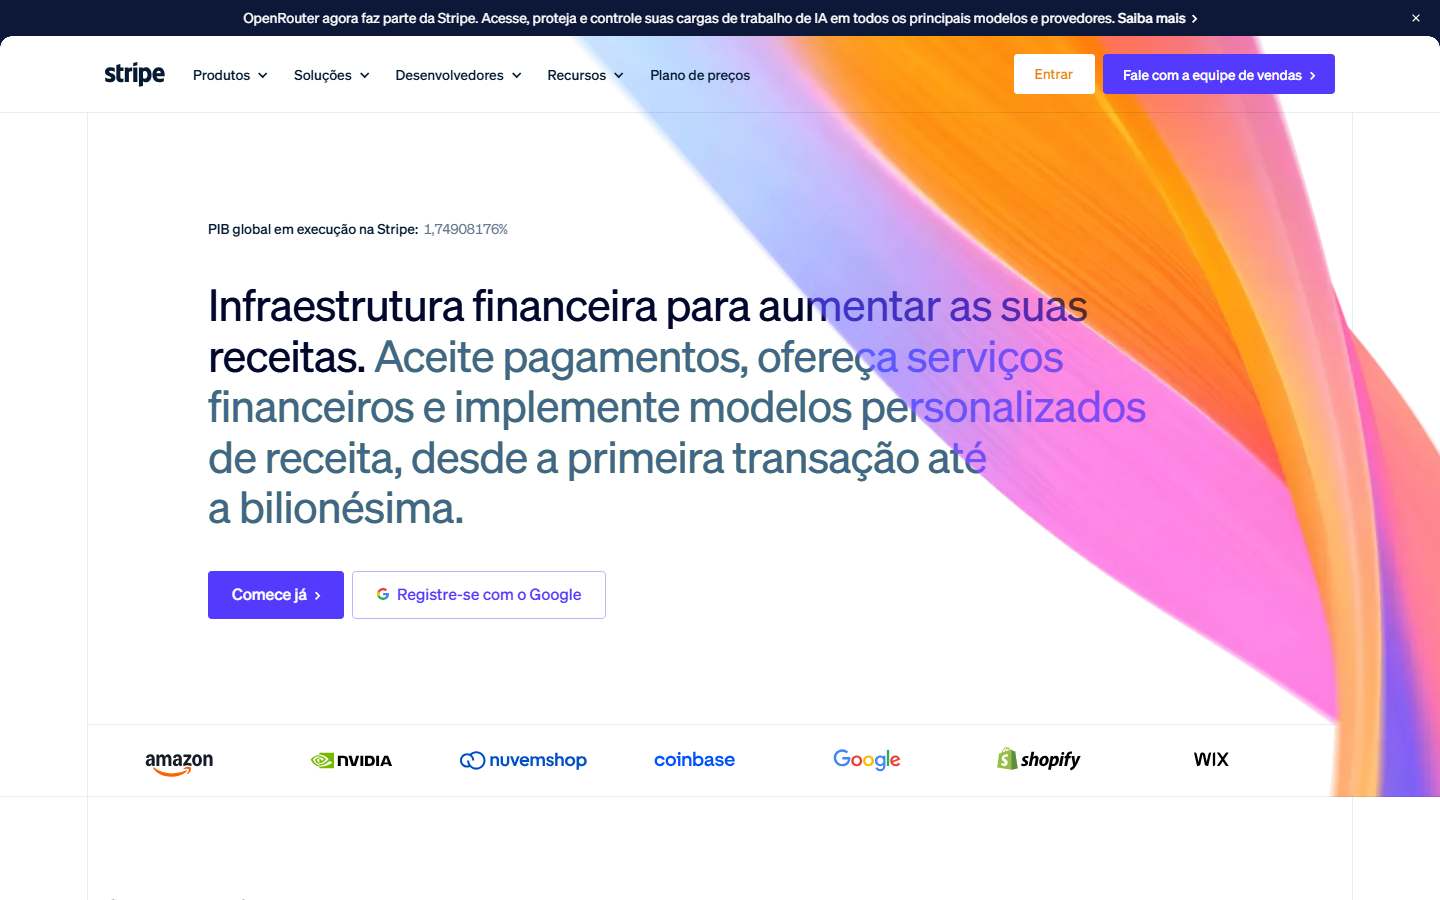 OpenRouter agora faz parte da Stripe. Acesse, proteja e controle suas cargas de trabalho de IA em todos os principais modelos e provedores. Saiba mais
stripe Produtos Soluções Desenvolvedores Recursos Plano de preços Entrar Fale com a equipe de vendas
PIB global em execução na Stripe: 1,74908176%
Infraestrutura financeira para aumentar as suas
receitas. Aceite pagamentos, ofereça serviços
financeiros e implemente modelos personalizados
de receita, desde a primeira transação até
a bilionésima.
Comece já Registre-se com o Google
amazon NVIDIA nuvemshop coinbase Google shopify WIX